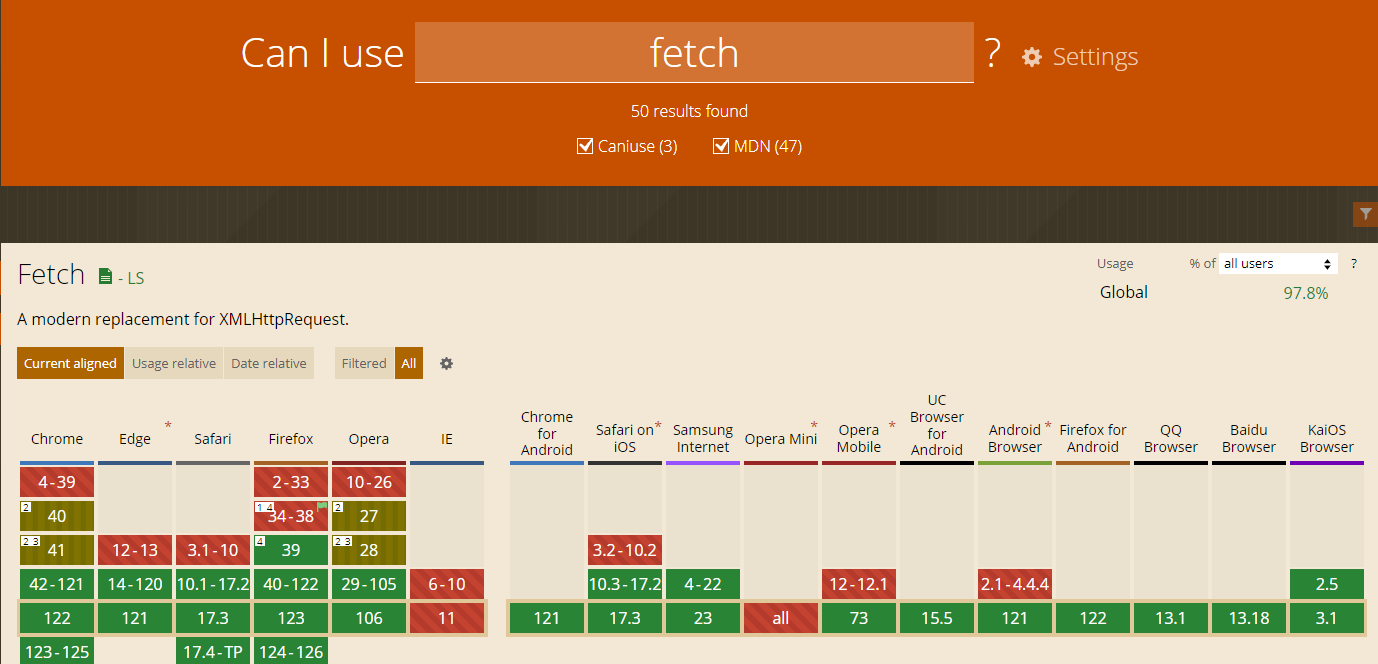 Can I use fetch ? Settings
50 results found
Caniuse (3) MDN (47)
Fetch - LS
Usage % of all users ?
Global 97.8%
A modern replacement for XMLHttpRequest.
Current aligned Usage relative Date relative Filtered All
Chrome Edge * Safari Firefox Opera IE
Chrome for Android Safari on iOS * Samsung Internet Opera Mini * Opera Mobile * UC Browser for Android Android Browser * Firefox for Android QQ Browser Baidu Browser KaiOS Browser
4-39 2-33 10-26
2 40 1 4 34-38 2 27
2 3 41 12-13 3.1-10 4 39 2 3 28 3.2-10.2
42-121 14-120 10.1-17.2 40-122 29-105 6-10 10.3-17.2 4-22 12-12.1 2.1-4.4.4 2.5
122 121 17.3 123 106 11 121 17.3 23 all 73 15.5 121 122 13.1 13.18 3.1
123-125 17.4-TP 124-126